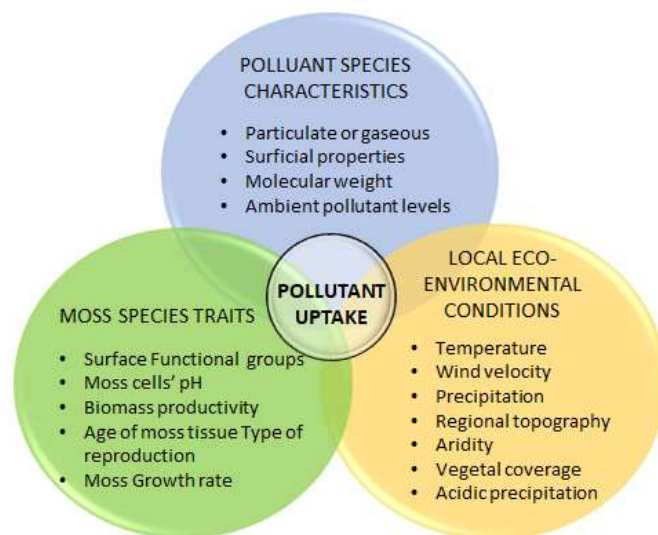 POLLUANT SPECIES
CHARACTERISTICS
• Particulate or gaseous
• Surficial properties
• Molecular weight
• Ambient pollutant levels
POLLUTANT
UPTAKE
MOSS SPECIES TRAITS
• Surface Functional groups
• Moss cells' pH
• Biomass productivity
• Age of moss tissue Type of
reproduction
• Moss Growth rate
LOCAL ECO-
ENVIRONMENTAL
CONDITIONS
• Temperature
• Wind velocity
• Precipitation
• Regional topography
• Aridity
• Vegetal coverage
• Acidic precipitation